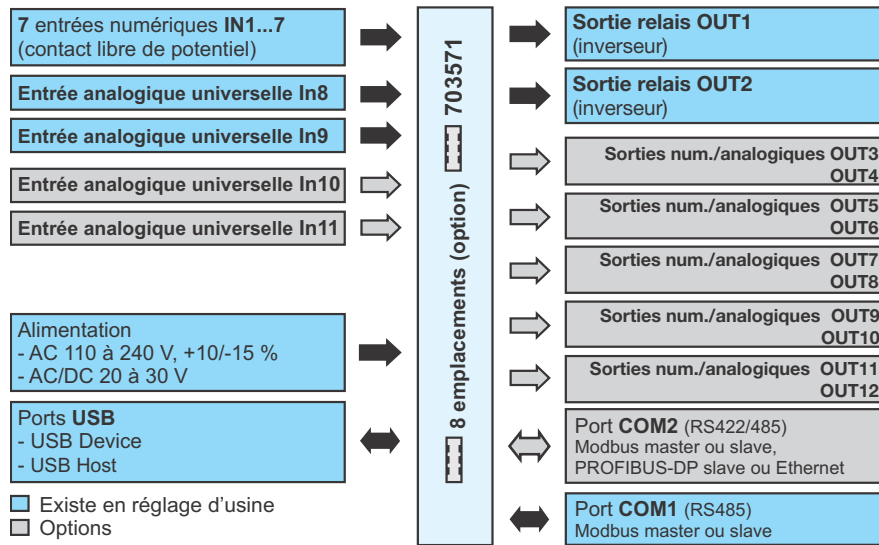 7 entrées numériques IN1...7
(contact libre de potentiel)
Entrée analogique universelle In8
Entrée analogique universelle In9
Entrée analogique universelle In10
Entrée analogique universelle In11
Alimentation
- AC 110 à 240 V, +10/-15 %
- AC/DC 20 à 30 V
Ports USB
- USB Device
- USB Host
Existe en réglage d'usine
Options
8 emplacements (option) 703571
Sortie relais OUT1
(inverseur)
Sortie relais OUT2
(inverseur)
Sorties num./analogiques OUT3
OUT4
Sorties num./analogiques OUT5
OUT6
Sorties num./analogiques OUT7
OUT8
Sorties num./analogiques OUT9
OUT10
Sorties num./analogiques OUT11
OUT12
Port COM2 (RS422/485)
Modbus master ou slave,
PROFIBUS-DP slave ou Ethernet
Port COM1 (RS485)
Modbus master ou slave